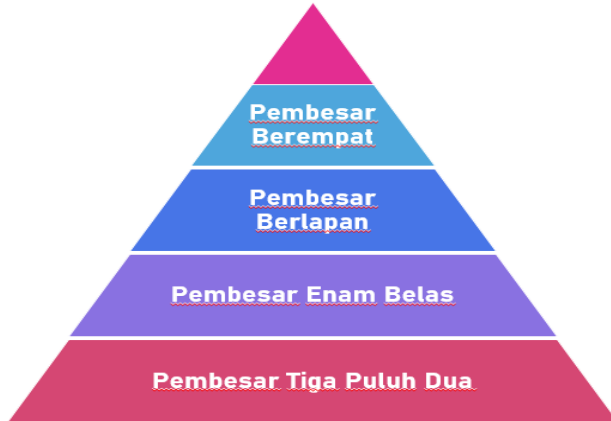 Pembesar
Berempat
Pembesar
Berlapan
Pembesar Enam Belas
Pembesar Tiga Puluh Dua